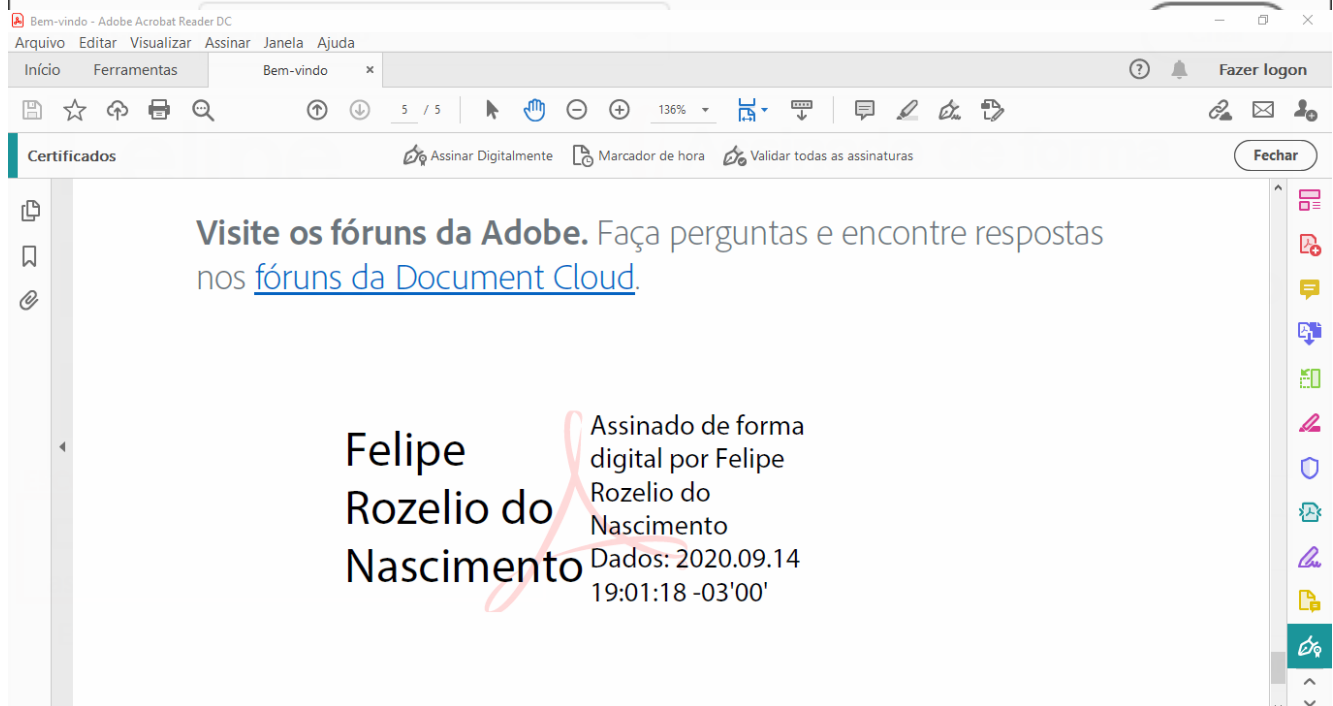 Bem-vindo - Adobe Acrobat Reader DC
Arquivo Editar Visualizar Assinar Janela Ajuda
Início Ferramentas Bem-vindo × Fazer logon
5 / 5 136%
Certificados Assinar Digitalmente Marcador de hora Validar todas as assinaturas Fechar
Visite os fóruns da Adobe. Faça perguntas e encontre respostas
nos fóruns da Document Cloud.
Felipe
Rozelio do
Nascimento
Assinado de forma
digital por Felipe
Rozelio do
Nascimento
Dados: 2020.09.14
19:01:18 -03'00'